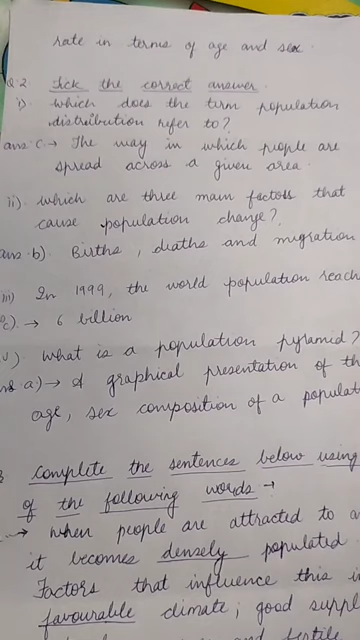 rate in terms of age and sex.
Q.2 Tick the correct answer.
i). which does the term population
distribution refer to?
ans C. → The way in which people are
spread across a given area.
ii). which are three main factors that
cause population change?
ans. b). Births, diaths and migration
iii) In 1999, the world population reach
c). → 6 billion
v). what is a population pyramid?
a) → A graphical presentation of th
age, sex composition of a populat
complete the sentences below using
of the following words →
→ when people are attracted to a
it becomes densely populated.
Factors that influence this i
favourable climate, good suppl
fertile